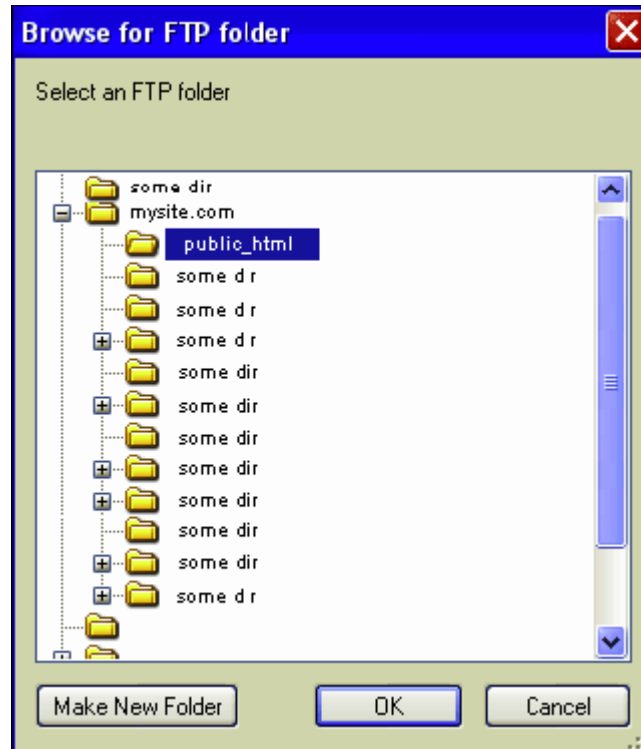 Browse for FTP folder
Select an FTP folder
some dir
mysite.com
public_html
some d r
some d r
some d r
some dir
some dir
some dir
some dir
some dir
some dir
some dir
some d r
Make New Folder
OK
Cancel